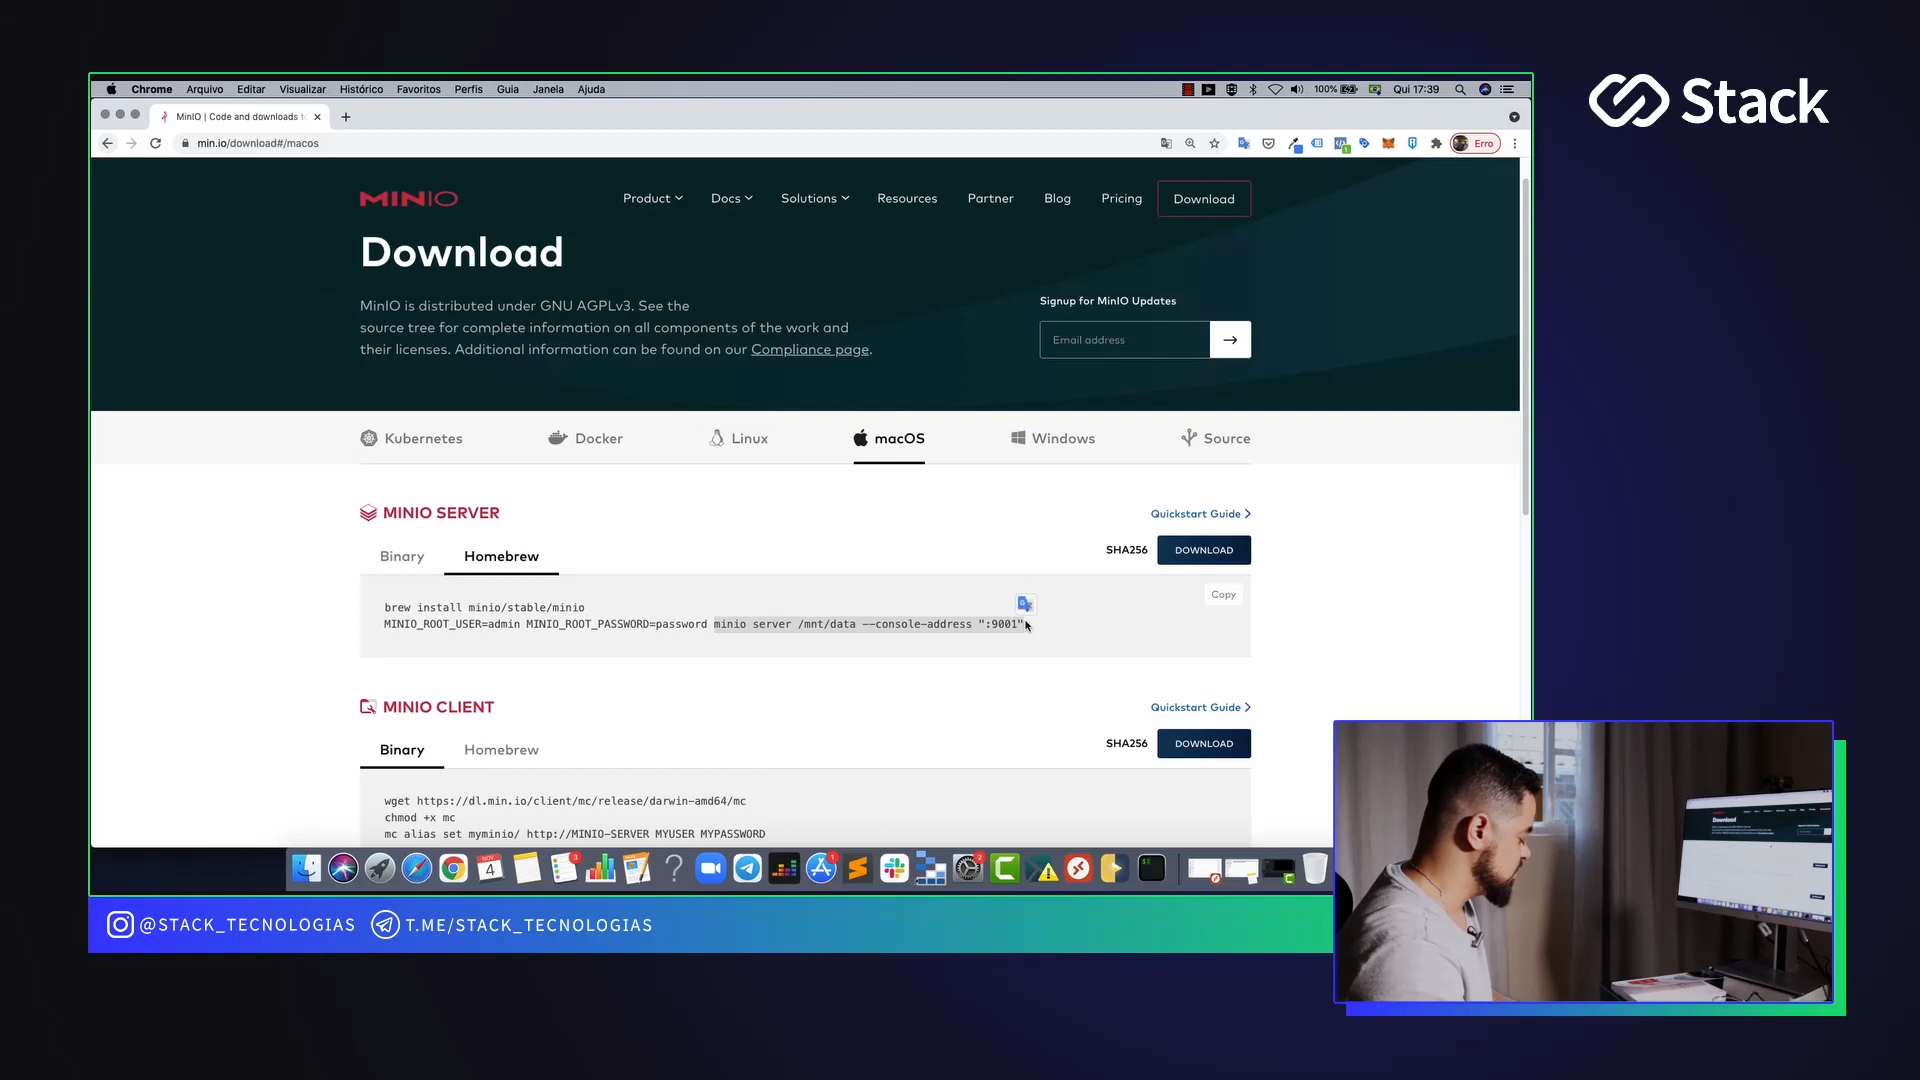 Chrome Arquivo Editar Visualizar Histórico Favoritos Perfis Guia Janela Ajuda 100% Qui 17:39
Stack
MinIO | Code and downloads to
min.io/download#/macos
Erro
MINIO Product Docs Solutions Resources Partner Blog Pricing Download
Download
MinIO is distributed under GNU AGPLv3. See the
source tree for complete information on all components of the work and
their licenses. Additional information can be found on our Compliance page.
Signup for MinIO Updates
Email address
Kubernetes Docker Linux macOS Windows Source
MINIO SERVER Quickstart Guide
Binary Homebrew SHA256 DOWNLOAD
Copy
brew install minio/stable/minio
MINIO_ROOT_USER=admin MINIO_ROOT_PASSWORD=password minio server /mnt/data --console-address ":9001"
MINIO CLIENT Quickstart Guide
Binary Homebrew SHA256 DOWNLOAD
wget https://dl.min.io/client/mc/release/darwin-amd64/mc
chmod +x mc
mc alias set myminio/ http://MINIO-SERVER MYUSER MYPASSWORD
NOV
4
3
1
2
@STACK_TECNOLOGIAS T.ME/STACK_TECNOLOGIAS
Download